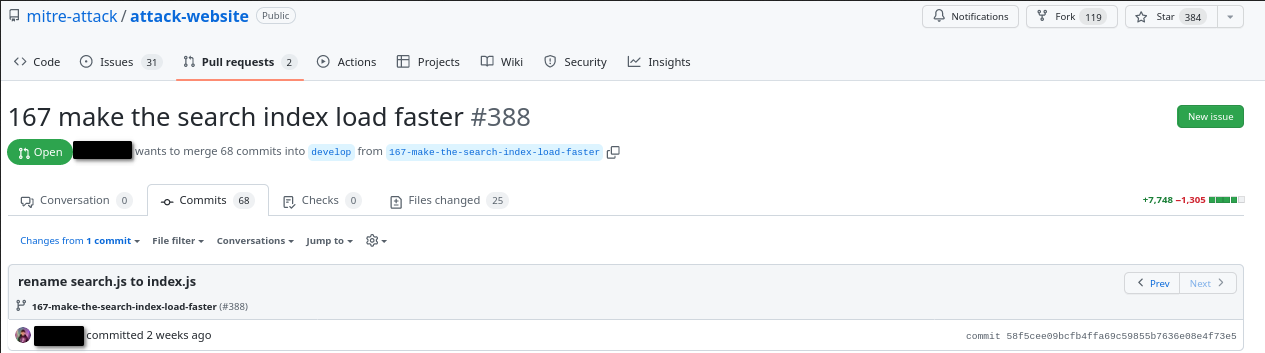 mitre-attack / attack-website Public Notifications Fork 119 Star 384
Code Issues 31 Pull requests 2 Actions Projects Wiki Security Insights
167 make the search index load faster #388 New issue
Open wants to merge 68 commits into develop from 167-make-the-search-index-load-faster
Conversation 0 Commits 68 Checks 0 Files changed 25 +7,748 −1,305
Changes from 1 commit File filter Conversations Jump to
rename search.js to index.js Prev Next
167-make-the-search-index-load-faster (#388)
committed 2 weeks ago commit 58f5cee09bcfb4ffa69c59855b7636e08e4f73e5